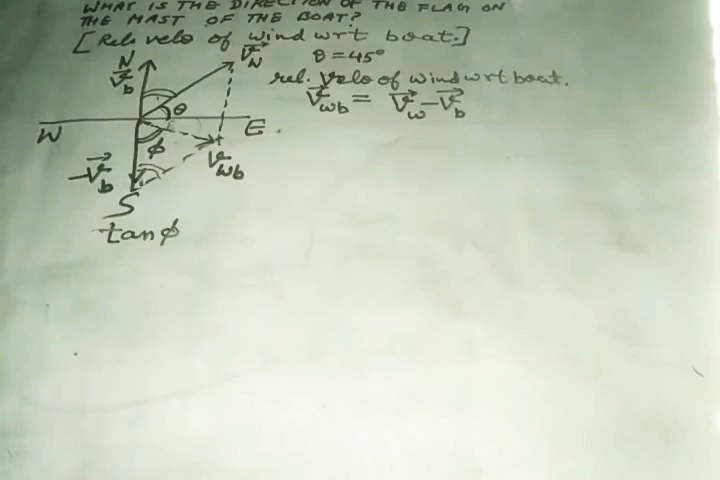 WHAT IS THE DIRECTION OF THE FLAG ON
THE MAST OF THE BOAT?
[Rel. velo of wind wrt boat.]
N V_N θ = 45°
V_b rel. velo of wind wrt boat.
V_wb = V_w - V_b
θ
W E
φ
-V_b V_wb
S
tan φ